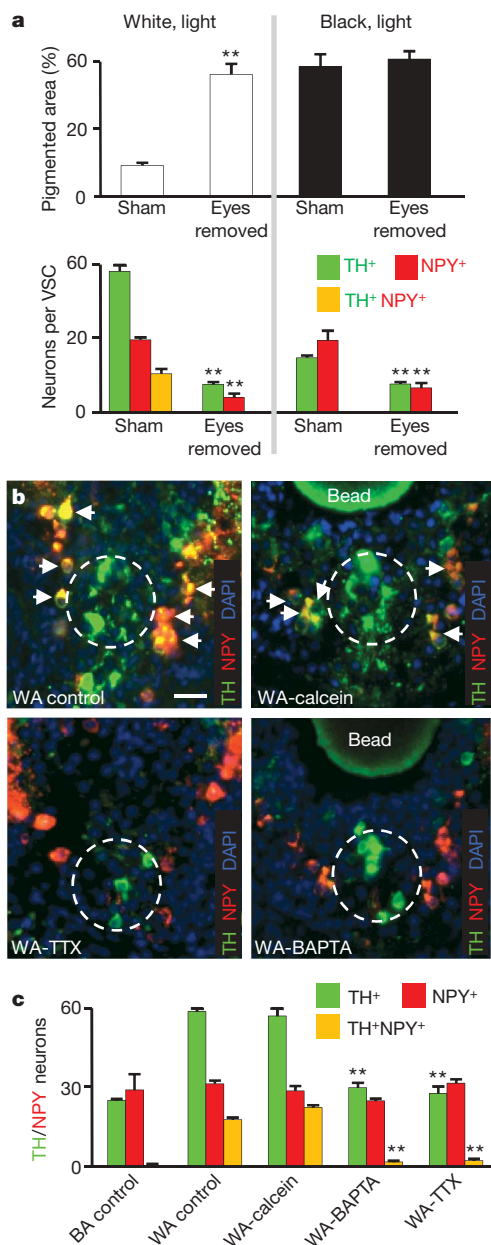 a
White, light Black, light
Pigmented area (%)
60
20
0
**
Sham Eyes removed Sham Eyes removed
Neurons per VSC
60
20
0
TH⁺ NPY⁺
TH⁺ NPY⁺
** ** ** **
Sham Eyes removed Sham Eyes removed
b
WA control
TH NPY DAPI
Bead
WA-calcein
TH NPY DAPI
WA-TTX
TH NPY DAPI
Bead
WA-BAPTA
TH NPY DAPI
c
TH/NPY neurons
60
30
0
TH⁺ NPY⁺
TH⁺NPY⁺
** ** ** **
BA control
WA control
WA-calcein
WA-BAPTA
WA-TTX